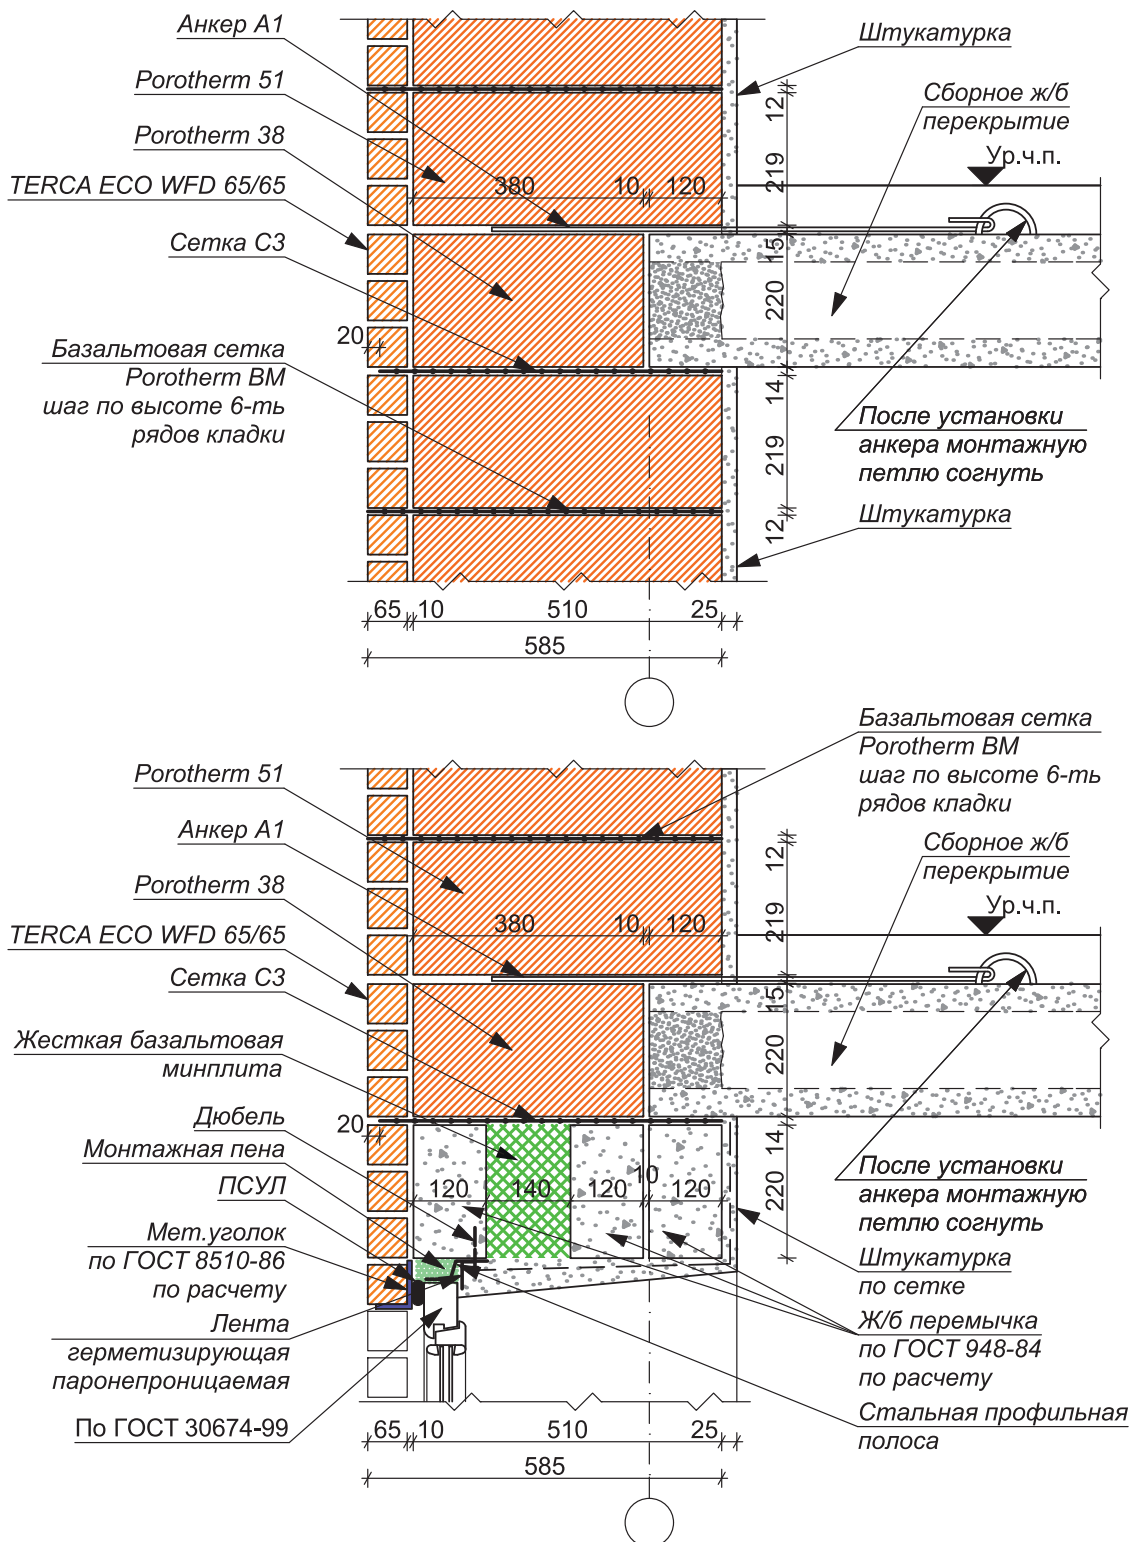 Анкер А1
Porotherm 51
Porotherm 38
TERCA ECO WFD 65/65
Сетка С3
20
Базальтовая сетка
Porotherm BM
шаг по высоте 6-ть
рядов кладки
380
10
120
12
219
15
220
14
219
12
Штукатурка
Сборное ж/б
перекрытие
Ур.ч.п.
После установки
анкера монтажную
петлю согнуть
Штукатурка
65
10
510
25
585
Базальтовая сетка
Porotherm BM
шаг по высоте 6-ть
рядов кладки
Porotherm 51
Анкер А1
Porotherm 38
TERCA ECO WFD 65/65
Сетка С3
Жесткая базальтовая
минплита
Дюбель
20
Монтажная пена
ПСУЛ
Мет.уголок
по ГОСТ 8510-86
по расчету
Лента
герметизирующая
паронепроницаемая
По ГОСТ 30674-99
380
10
120
120
140
120
10
120
12
219
15
220
14
220
Сборное ж/б
перекрытие
Ур.ч.п.
После установки
анкера монтажную
петлю согнуть
Штукатурка
по сетке
Ж/б перемычка
по ГОСТ 948-84
по расчету
Стальная профильная
полоса
65
10
510
25
585